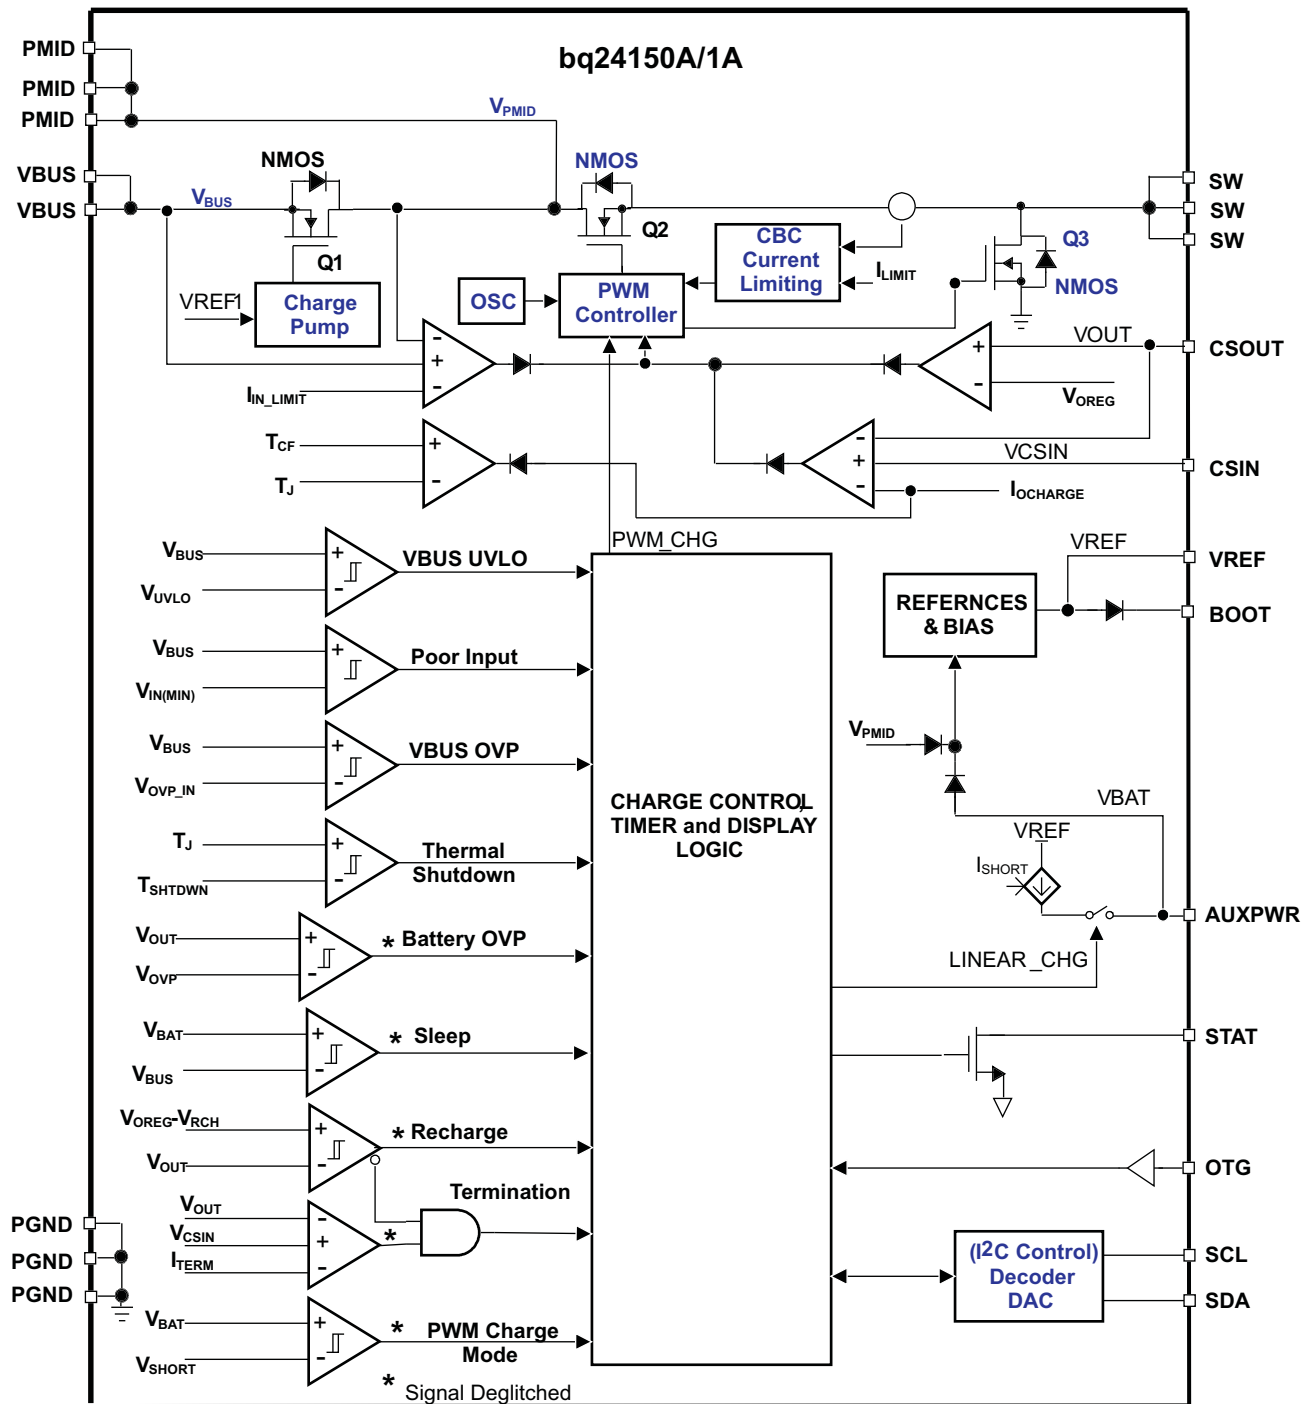 bq24150A/1A
PMID
PMID
PMID
VPMID
VBUS
VBUS
VBUS
NMOS
Q1
NMOS
Q2
SW
SW
SW
Q3
NMOS
CBC
Current
Limiting
ILIMIT
VREF1
Charge
Pump
OSC
PWM
Controller
-
+
-
IIN_LIMIT
+
-
VOUT
VOREG
CSOUT
TCF
TJ
+
-
-
+
-
VCSIN
IOCHARGE
CSIN
PWM_CHG
VBUS
VUVLO
+
-
VBUS UVLO
VREF
VREF
REFERNCES
& BIAS
BOOT
VBUS
VIN(MIN)
+
-
Poor Input
VBUS
VOVP_IN
+
-
VBUS OVP
VPMID
VBAT
CHARGE CONTROL,
TIMER and DISPLAY
LOGIC
TJ
TSHTDWN
+
-
Thermal
Shutdown
VREF
ISHORT
AUXPWR
VOUT
VOVP
+
-
* Battery OVP
LINEAR_CHG
VBAT
VBUS
+
-
* Sleep
STAT
VOREG-VRCH
VOUT
+
-
* Recharge
OTG
Termination
VOUT
VCSIN
ITERM
-
+
-
*
PGND
PGND
PGND
(I2C Control)
Decoder
DAC
SCL
SDA
VBAT
VSHORT
+
-
* PWM Charge
Mode
* Signal Deglitched